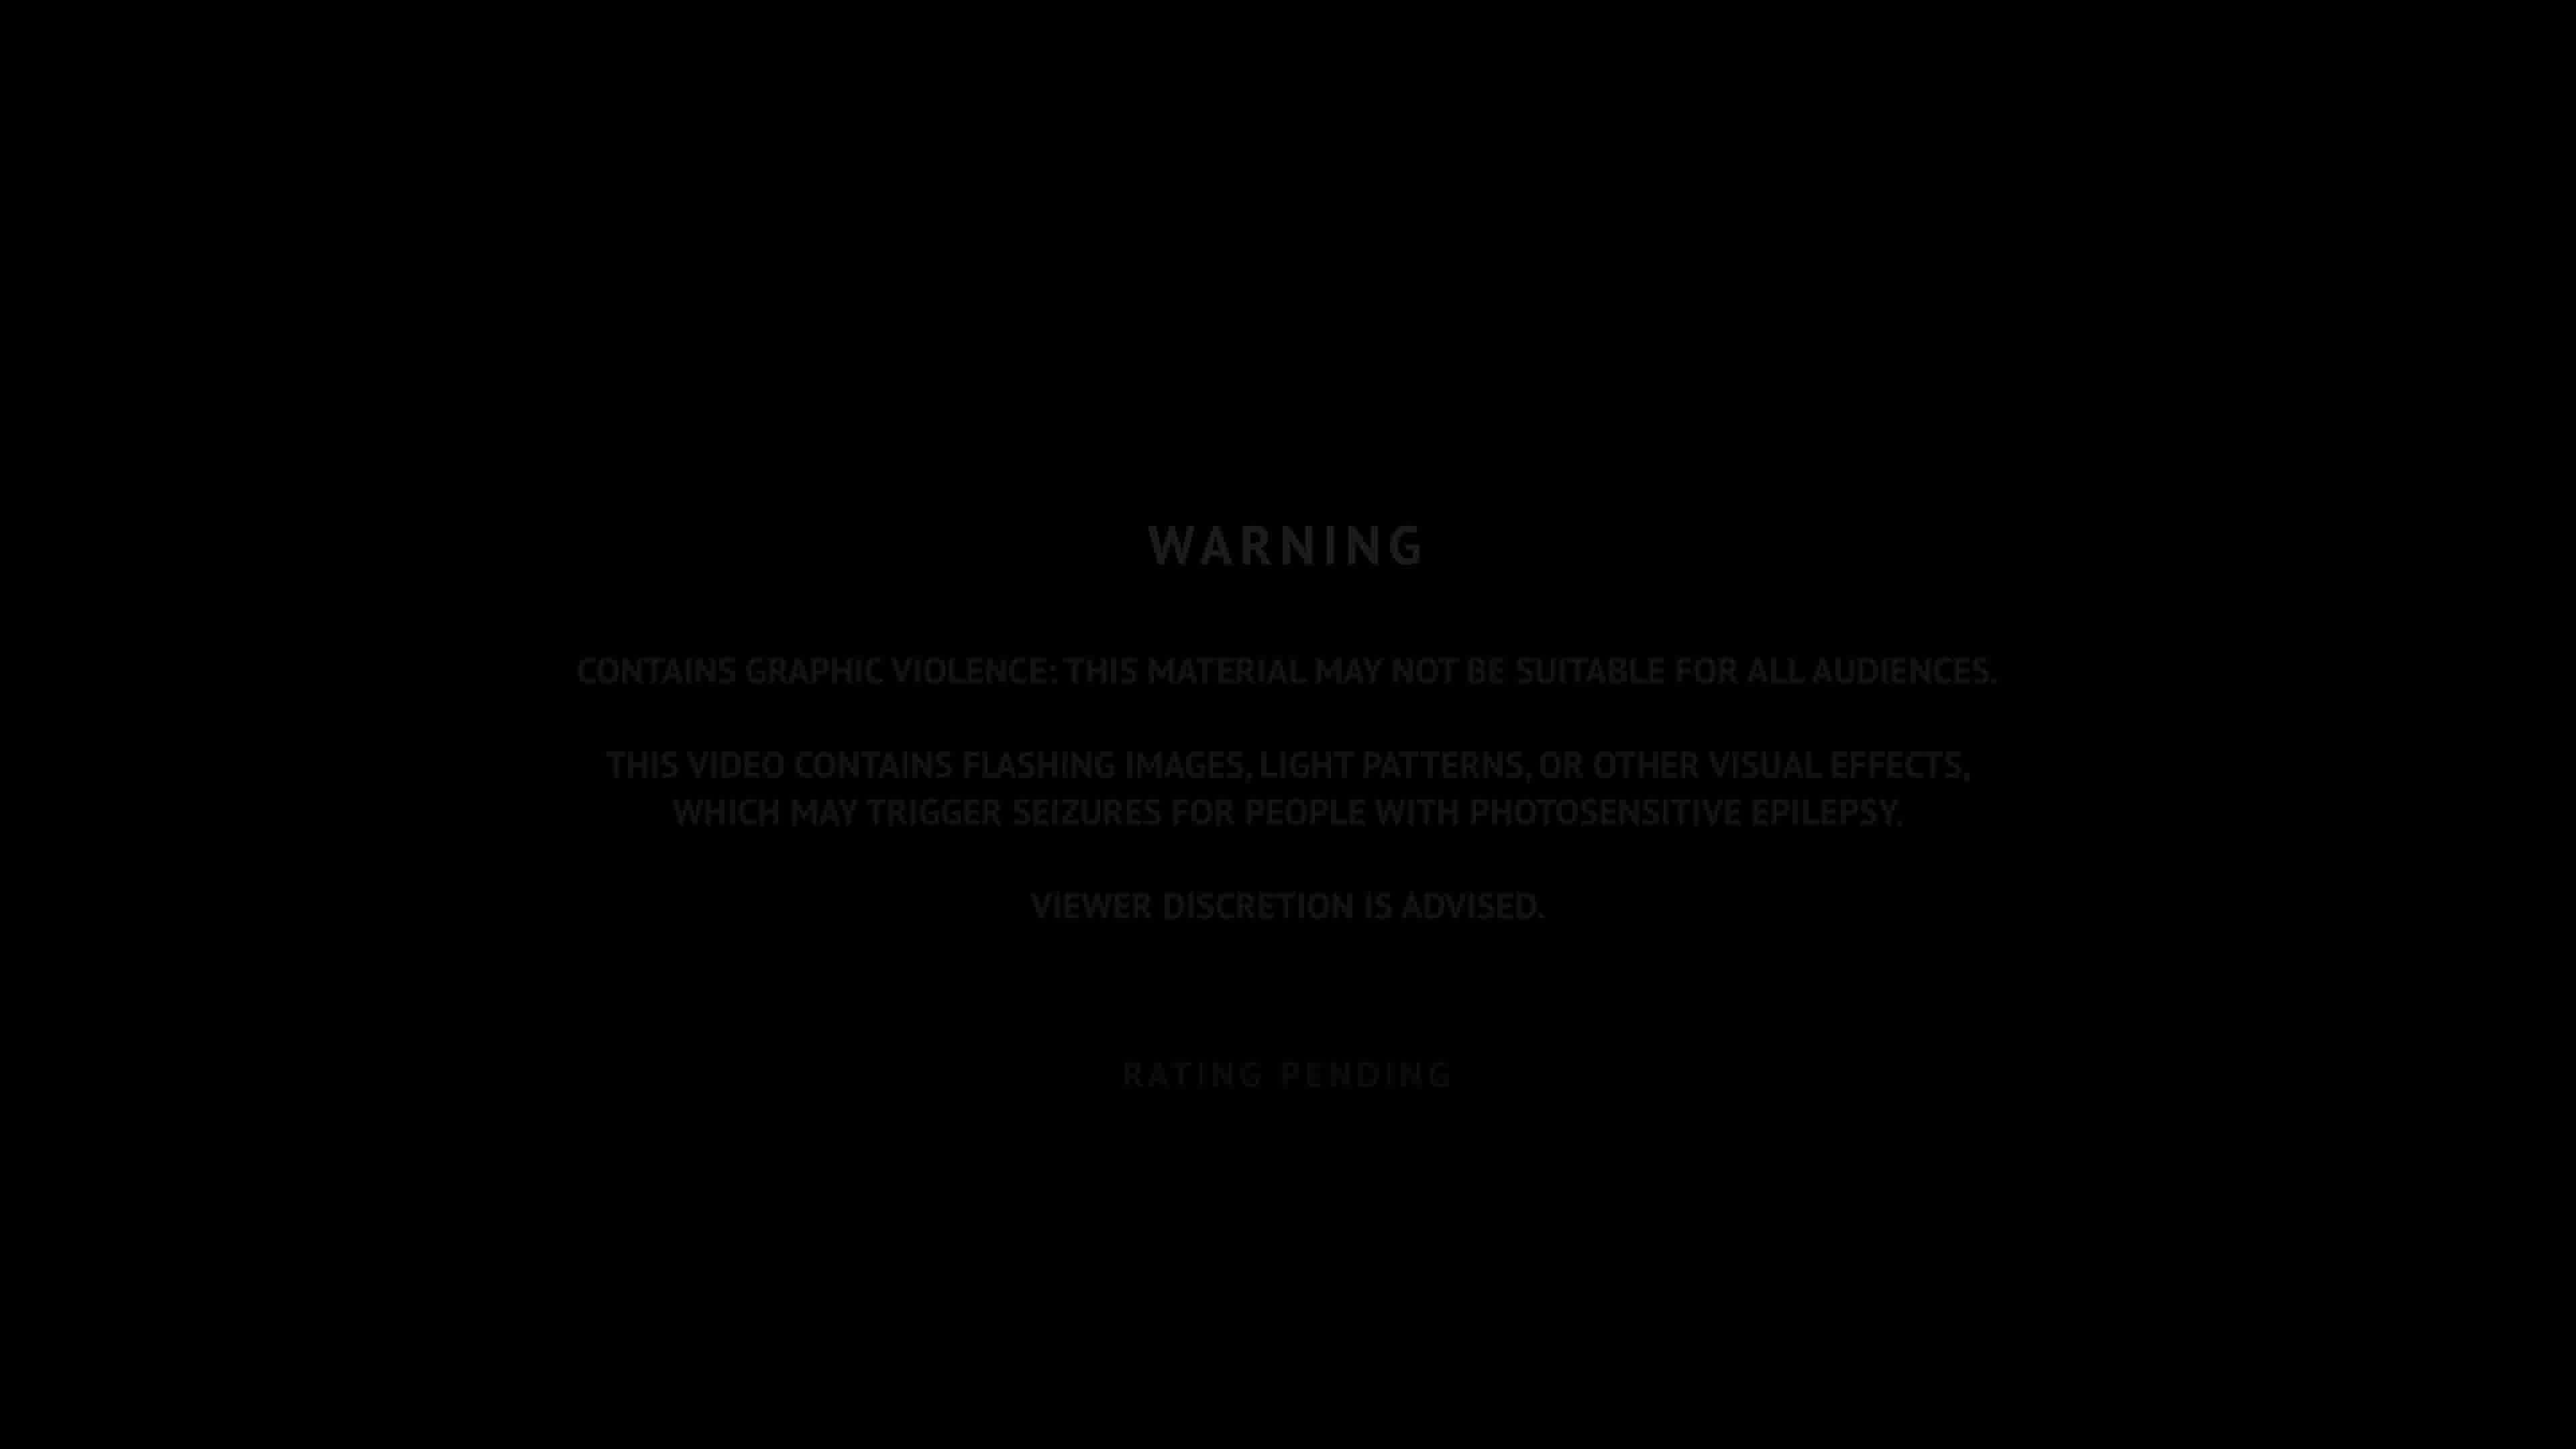 WARNING
CONTAINS GRAPHIC VIOLENCE: THIS MATERIAL MAY NOT BE SUITABLE FOR ALL AUDIENCES.
THIS VIDEO CONTAINS FLASHING IMAGES, LIGHT PATTERNS, OR OTHER VISUAL EFFECTS,
WHICH MAY TRIGGER SEIZURES FOR PEOPLE WITH PHOTOSENSITIVE EPILEPSY.
VIEWER DISCRETION IS ADVISED.
RATING PENDING